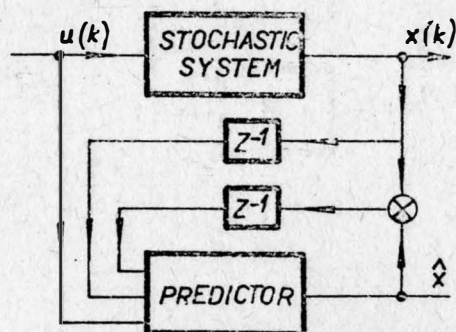 u(k)
STOCHASTIC
SYSTEM
x(k)
Z-1
Z-1
PREDICTOR
x̂